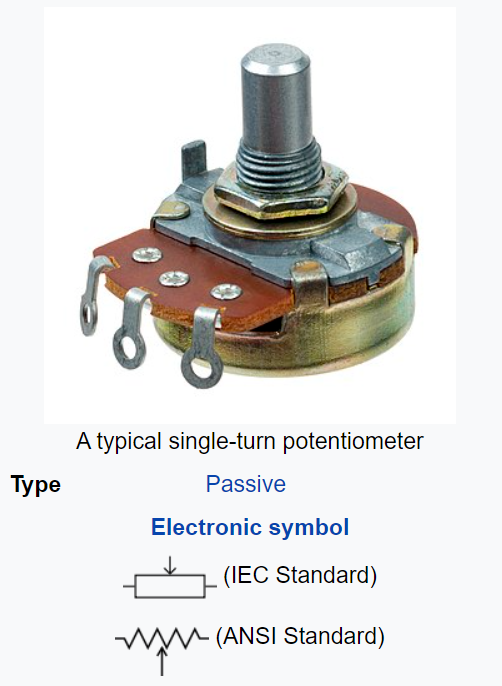 A typical single-turn potentiometer
Type Passive
Electronic symbol
(IEC Standard)
(ANSI Standard)